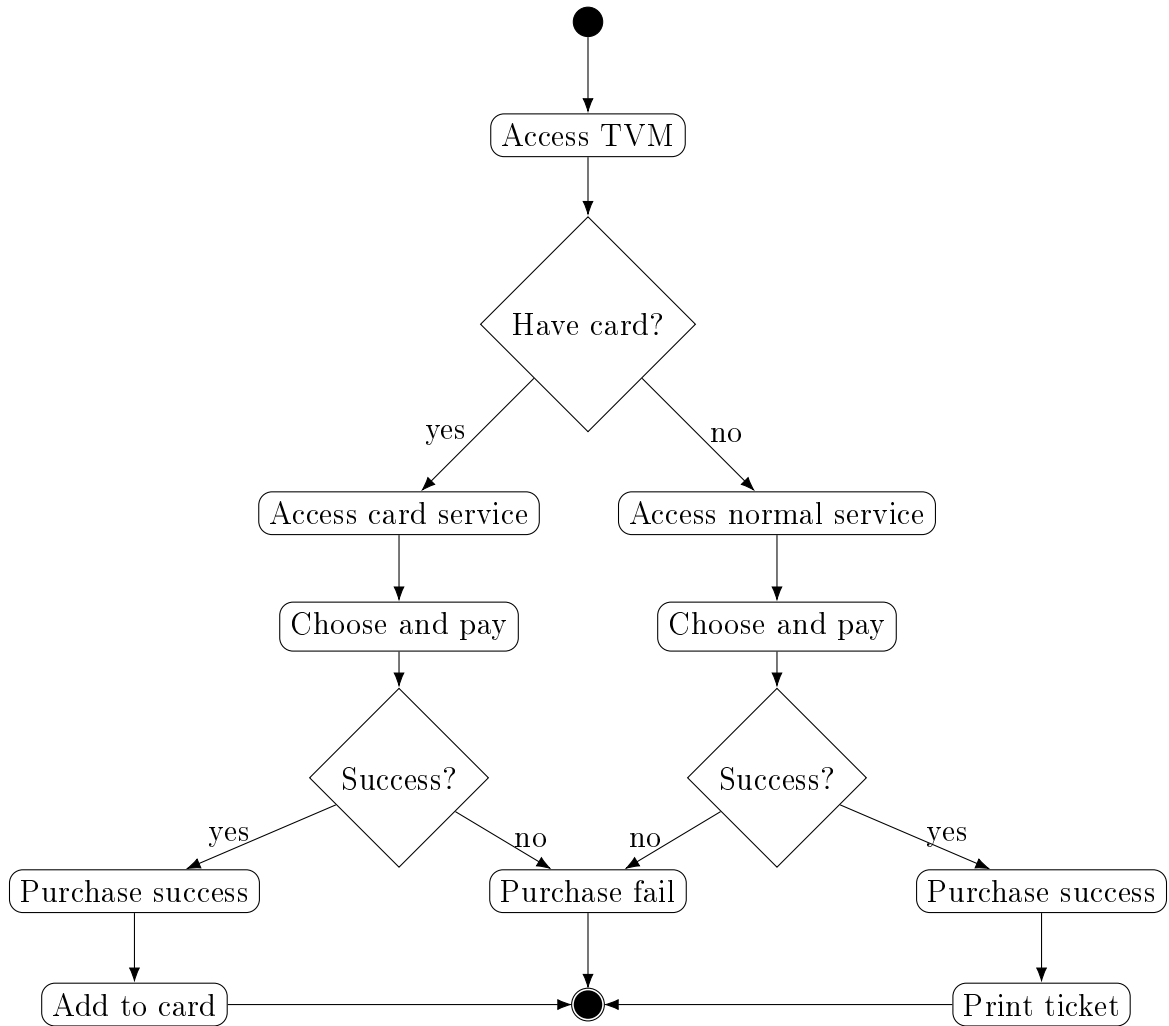 Access TVM
Have card?
yes
no
Access card service
Access normal service
Choose and pay
Choose and pay
Success?
Success?
yes
no
no
yes
Purchase success
Purchase fail
Purchase success
Add to card
Print ticket